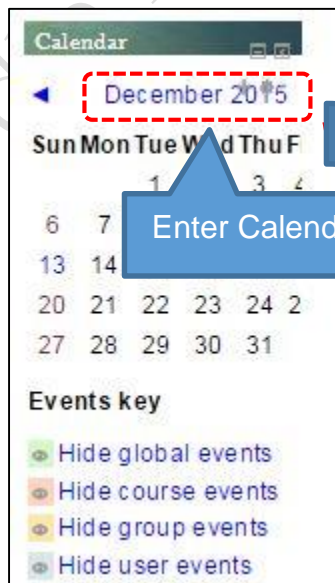 Calendar
December 2015
Sun Mon Tue Wed Thu F
1 3
6 7
13 14
20 21 22 23 24 2
27 28 29 30 31
Enter Calend
Events key
Hide global events
Hide course events
Hide group events
Hide user events